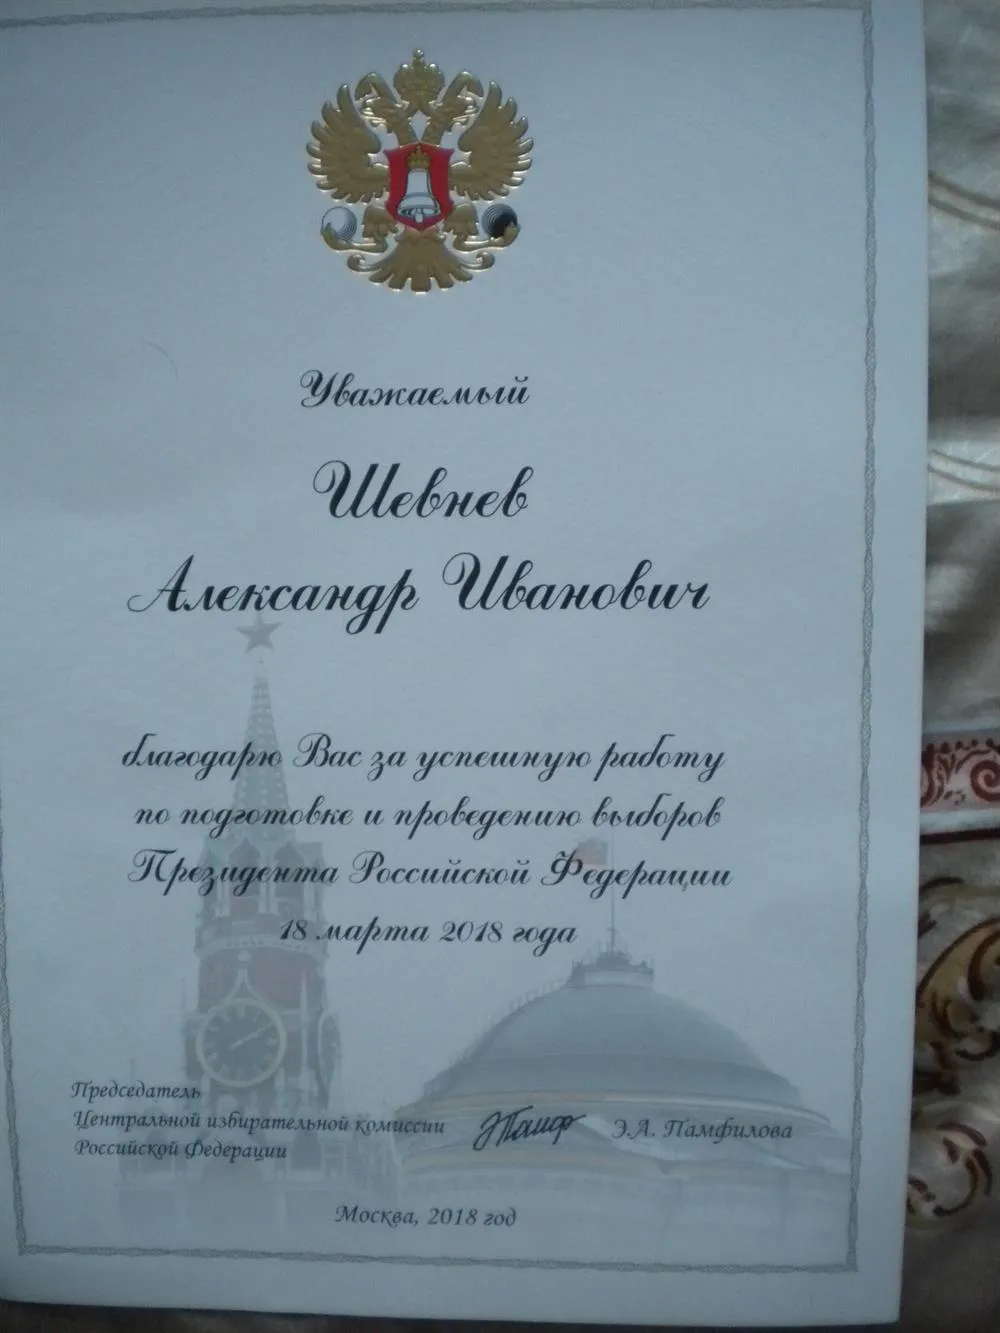 Уважаемый
Шевнев
Александр Иванович
благодарю Вас за успешную работу
по подготовке и проведению выборов
Президента Российской Федерации
18 марта 2018 года
Председатель
Центральной избирательной комиссии
Российской Федерации
Э.А. Памфилова
Москва, 2018 год